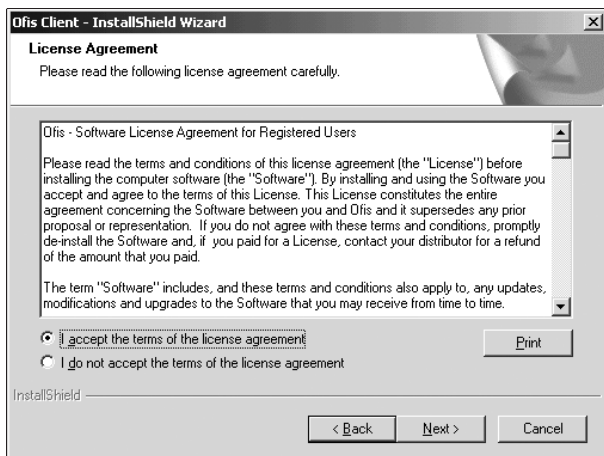 Ofis Client - InstallShield Wizard
License Agreement
Please read the following license agreement carefully.
Ofis - Software License Agreement for Registered Users
Please read the terms and conditions of this license agreement (the "License") before
installing the computer software (the "Software"). By installing and using the Software you
accept and agree to the terms of this License. This License constitutes the entire
agreement concerning the Software between you and Ofis and it supersedes any prior
proposal or representation. If you do not agree with these terms and conditions, promptly
de-install the Software and, if you paid for a License, contact your distributor for a refund
of the amount that you paid.
The term "Software" includes, and these terms and conditions also apply to, any updates,
modifications and upgrades to the Software that you may receive from time to time.
I accept the terms of the license agreement
I do not accept the terms of the license agreement
Print
InstallShield
< Back
Next >
Cancel